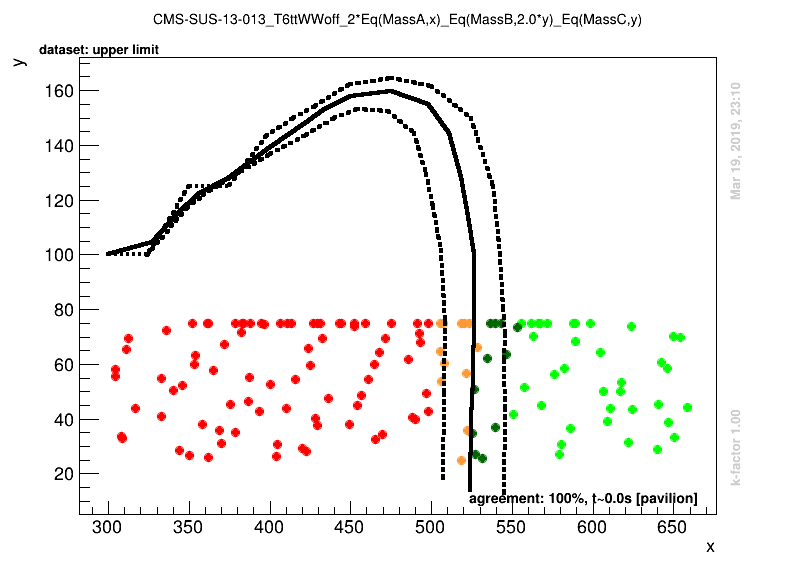 CMS-SUS-13-013_T6ttWWoff_2*Eq(MassA,x)_Eq(MassB,2.0*y)_Eq(MassC,y)
dataset: upper limit
y
160
140
120
100
80
60
40
20
300
350
400
450
500
550
600
650
x
agreement: 100%, t~0.0s [pavilion]
Mar 19, 2019, 23:10
k-factor 1.00